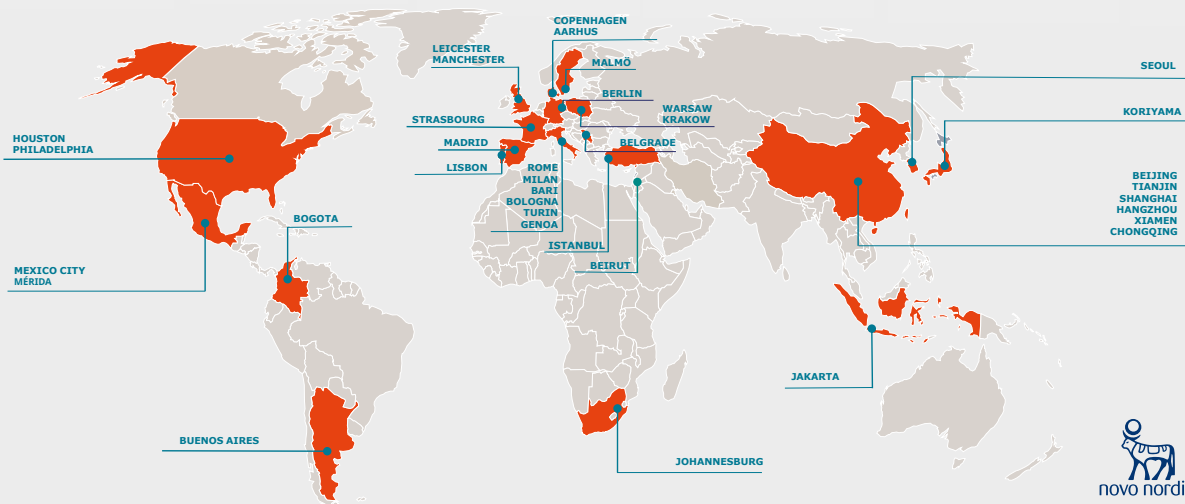 COPENHAGEN
AARHUS
LEICESTER
MANCHESTER
MALMÖ
SEOUL
BERLIN
WARSAW
KRAKOW
KORIYAMA
STRASBOURG
HOUSTON
PHILADELPHIA
MADRID
BELGRADE
LISBON
ROME
MILAN
BARI
BOLOGNA
TURIN
GENOA
BEIJING
TIANJIN
SHANGHAI
HANGZHOU
XIAMEN
CHONGQING
BOGOTA
ISTANBUL
BEIRUT
MEXICO CITY
MÉRIDA
JAKARTA
BUENOS AIRES
JOHANNESBURG
novo nordi